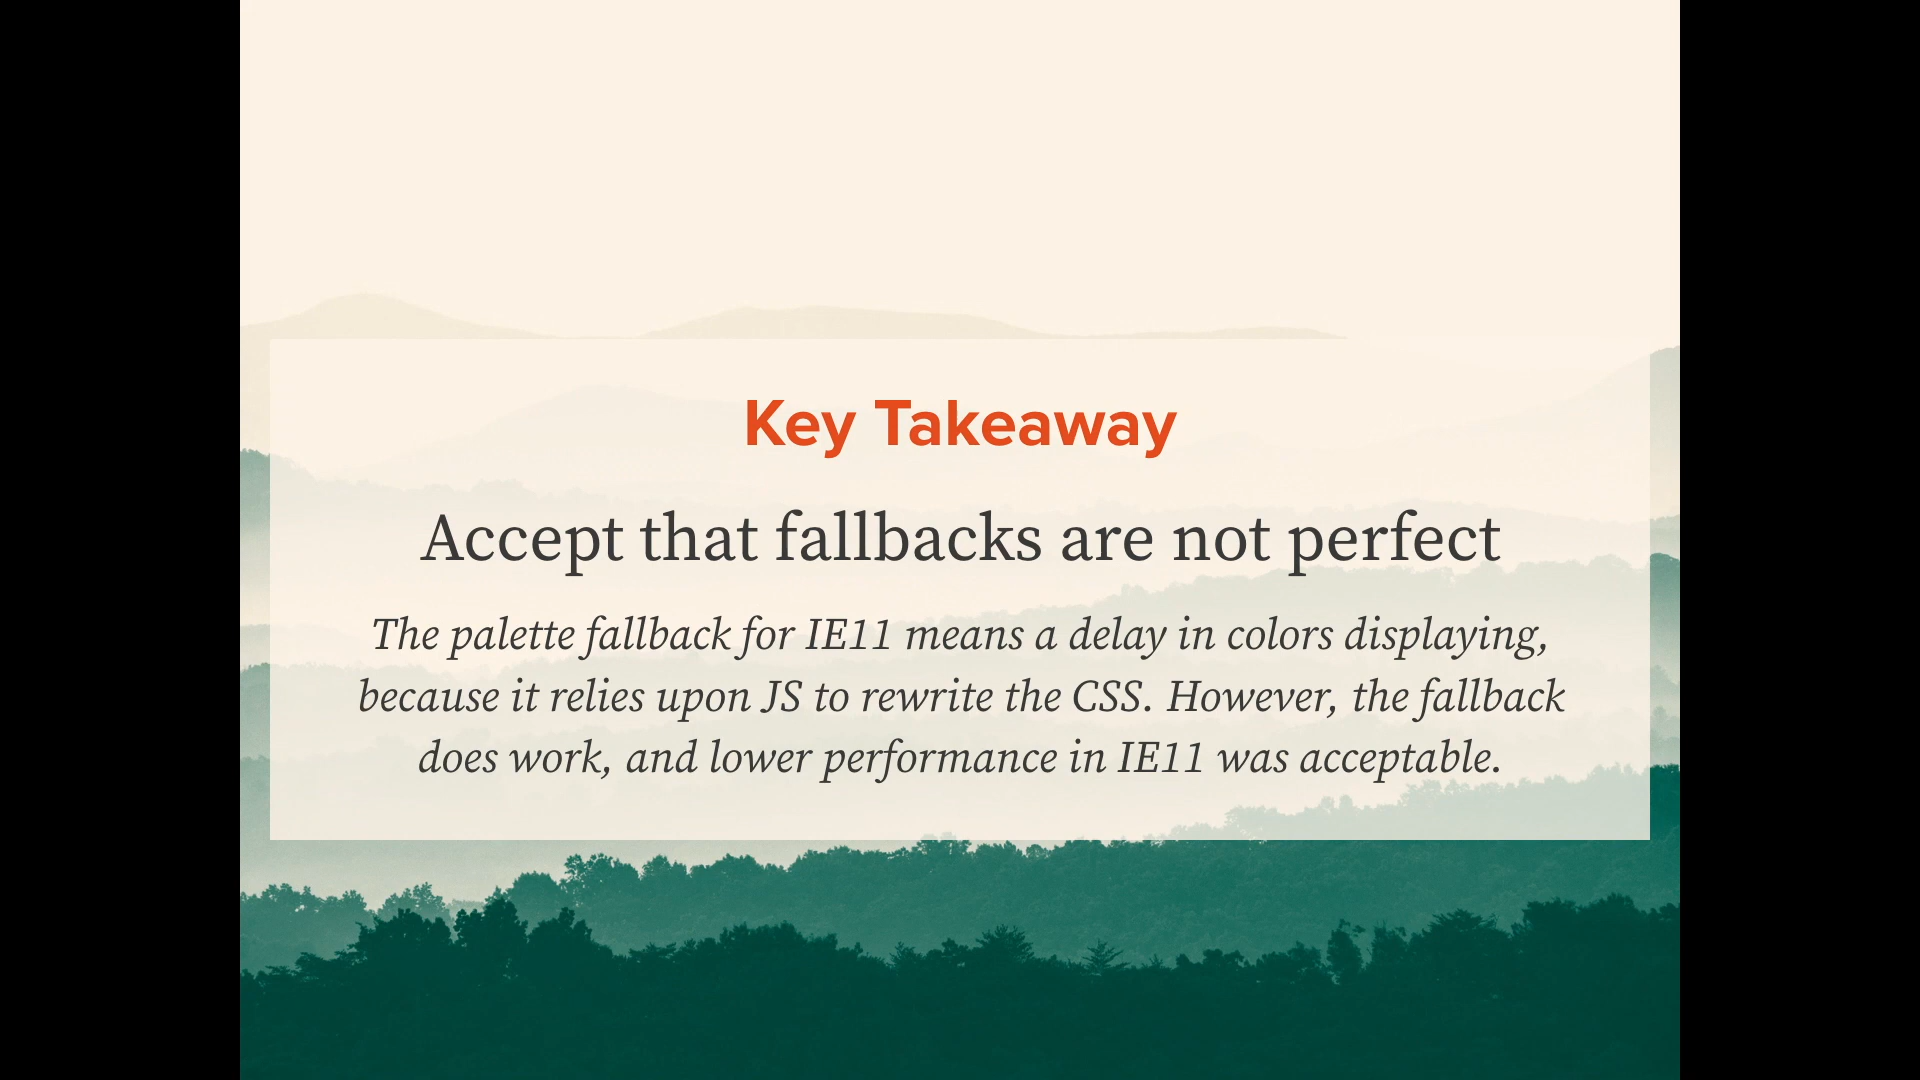 Key Takeaway
Accept that fallbacks are not perfect
The palette fallback for IE11 means a delay in colors displaying,
because it relies upon JS to rewrite the CSS. However, the fallback
does work, and lower performance in IE11 was acceptable.